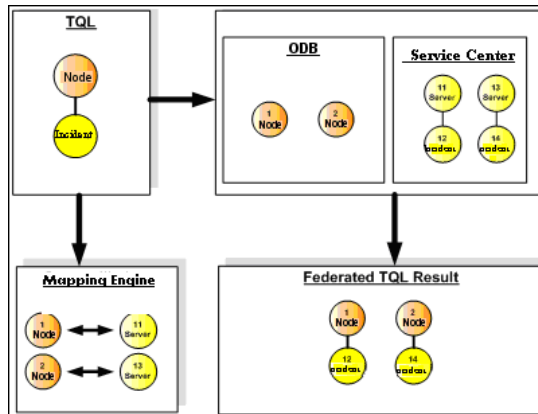 TQL
Node
Incilant
ODB
1
Node
2
Node
Service Center
11
Server
13
Server
12
14
Mapping Engine
1
Node
11
Server
2
Node
13
Server
Federated TQL Result
1
Node
2
Node
12
14